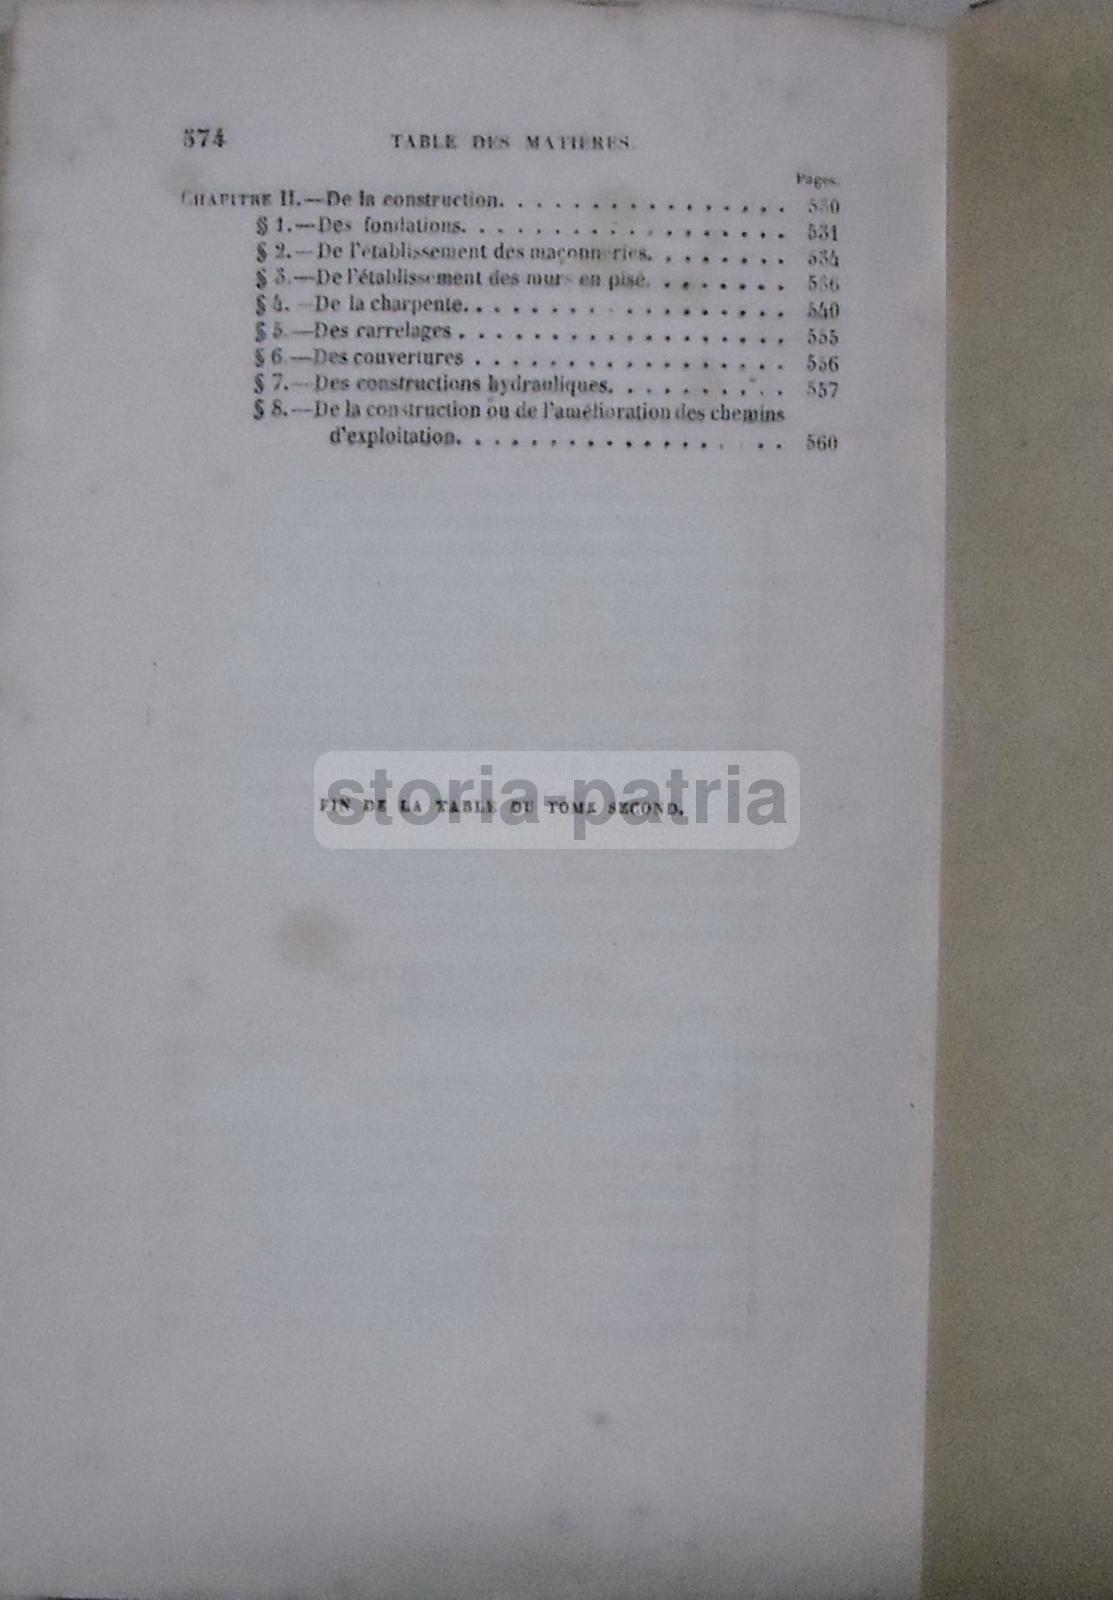 574
TABLE DES MATIERES.
Pages.
CHAPITRE II.—De la construction. . . . . . . . . . . . . . . . 530
§ 1.—Des fondations. . . . . . . . . . . . . . . . . . 531
§ 2.—De l'établissement des maçonneries. . . . . . . . 534
§ 3.—De l'établissement des murs en pisé. . . . . . . . 536
§ 4. —De la charpente. . . . . . . . . . . . . . . . . . 540
§ 5.—Des carrelages . . . . . . . . . . . . . . . . . . 555
§ 6.—Des couvertures . . . . . . . . . . . . . . . . . 556
§ 7.—Des constructions hydrauliques. . . . . . . . . . 557
§ 8.—De la construction ou de l'amélioration des chemins
d'exploitation. . . . . . . . . . . . . . . . . . 560
storia-patria
FIN DE LA TABLE DU TOME SECOND.